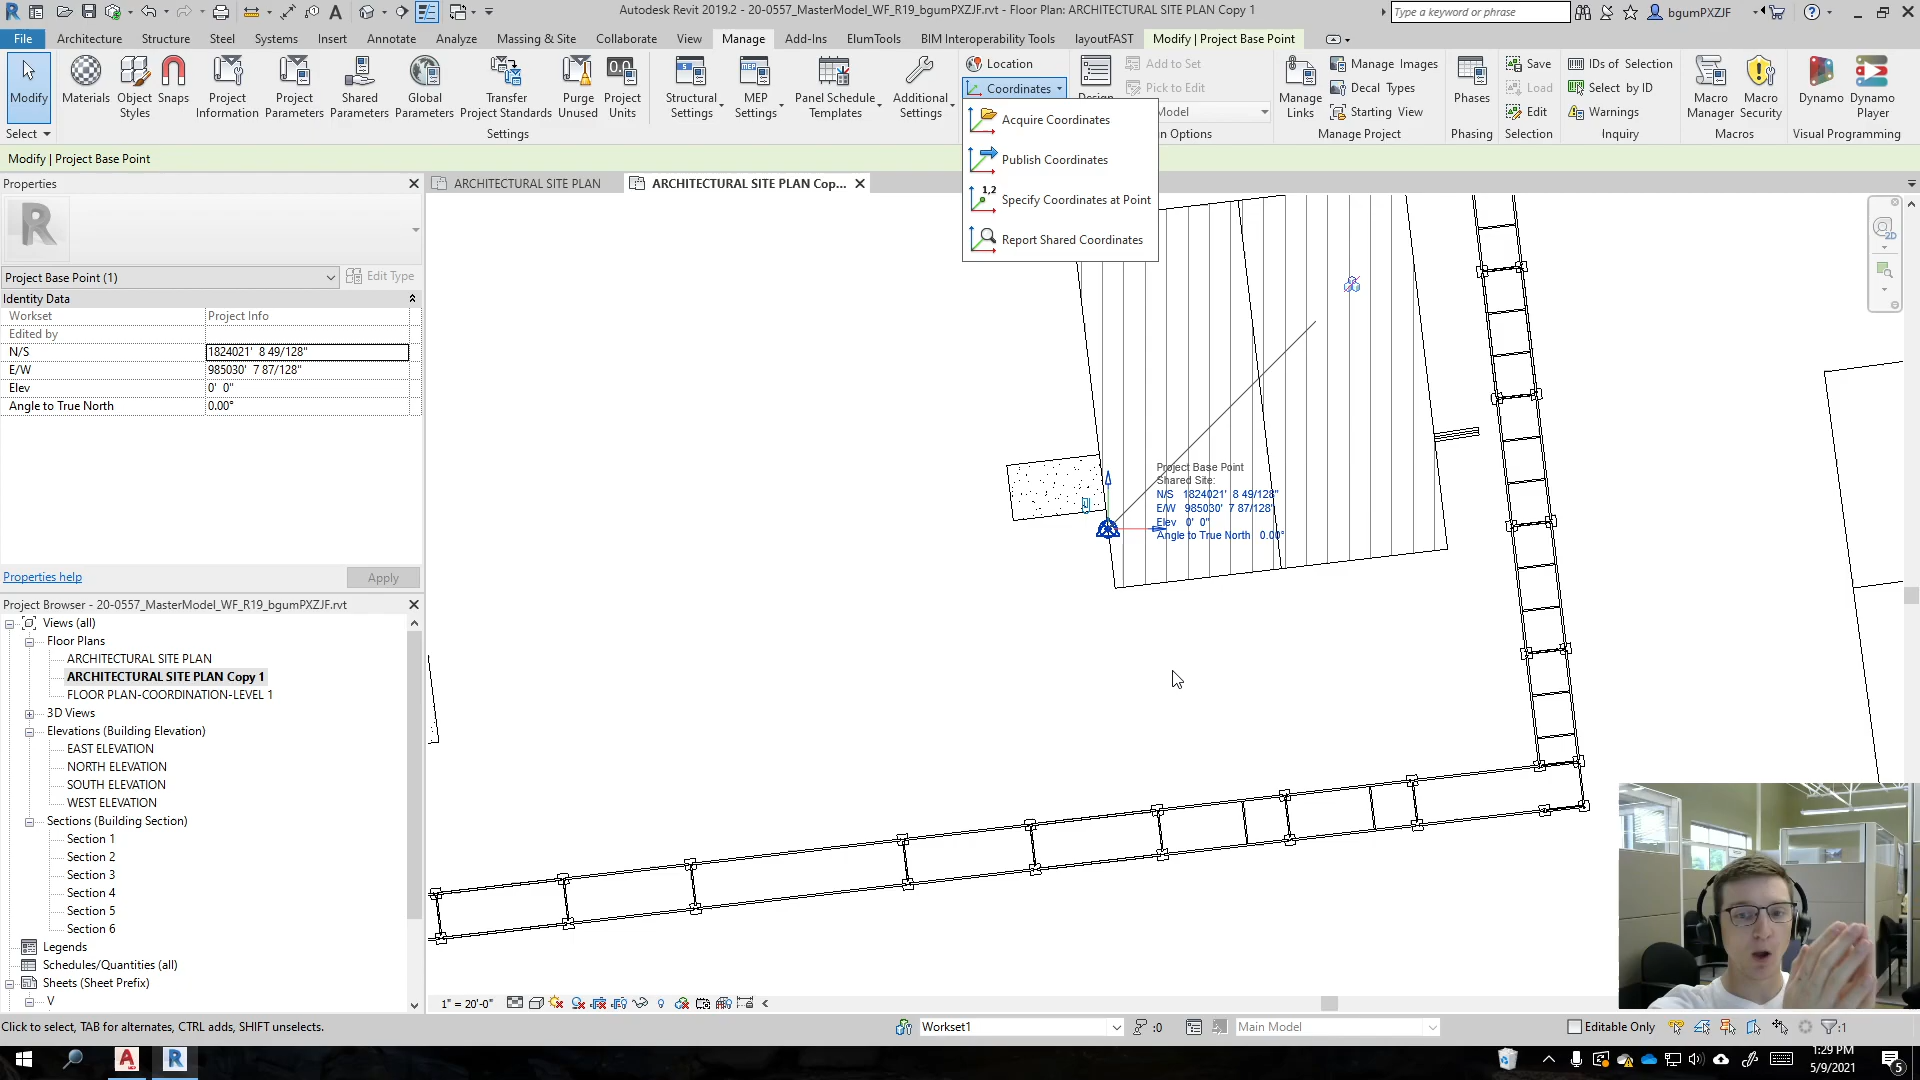 Autodesk Revit 2019.2 - 20-0557_MasterModel_WF_R19_bgumPXZJF.rvt - Floor Plan: ARCHITECTURAL SITE PLAN Copy 1
Type a keyword or phrase
bgumPXZJF
File Architecture Structure Steel Systems Insert Annotate Analyze Massing & Site Collaborate View Manage Add-Ins ElumTools BIM Interoperability Tools layoutFAST Modify | Project Base Point
Modify
Materials
Object Styles
Snaps
Project Information
Project Parameters
Shared Parameters
Global Parameters
Transfer Project Standards
Purge Unused
Project Units
Structural Settings
MEP Settings
Panel Schedule Templates
Additional Settings
Location
Coordinates
Add to Set
Pick to Edit
Manage Links
Manage Images
Decal Types
Starting View
Phases
Save
Load
Edit
IDs of Selection
Select by ID
Warnings
Macro Manager
Macro Security
Dynamo
Dynamo Player
Select
Settings
Manage Project
Phasing
Selection
Inquiry
Macros
Visual Programming
Acquire Coordinates
Publish Coordinates
Specify Coordinates at Point
Report Shared Coordinates
Modify | Project Base Point
Properties
R
Project Base Point (1)
Edit Type
Identity Data
Workset Project Info
Edited by
N/S 1824021' 8 49/128"
E/W 985030' 7 87/128"
Elev 0' 0"
Angle to True North 0.00°
Properties help
Apply
Project Browser - 20-0557_MasterModel_WF_R19_bgumPXZJF.rvt
Views (all)
Floor Plans
ARCHITECTURAL SITE PLAN
ARCHITECTURAL SITE PLAN Copy 1
FLOOR PLAN-COORDINATION-LEVEL 1
3D Views
Elevations (Building Elevation)
EAST ELEVATION
NORTH ELEVATION
SOUTH ELEVATION
WEST ELEVATION
Sections (Building Section)
Section 1
Section 2
Section 3
Section 4
Section 5
Section 6
Legends
Schedules/Quantities (all)
Sheets (Sheet Prefix)
V
ARCHITECTURAL SITE PLAN
ARCHITECTURAL SITE PLAN Cop...
Project Base Point
Shared Site:
N/S 1824021' 8 49/128"
E/W 985030' 7 87/128"
Elev 0' 0"
Angle to True North 0.00°
1" = 20'-0"
Click to select, TAB for alternates, CTRL adds, SHIFT unselects.
Workset1
:0
Main Model
Editable Only
:1
1:29 PM
5/9/2021
5